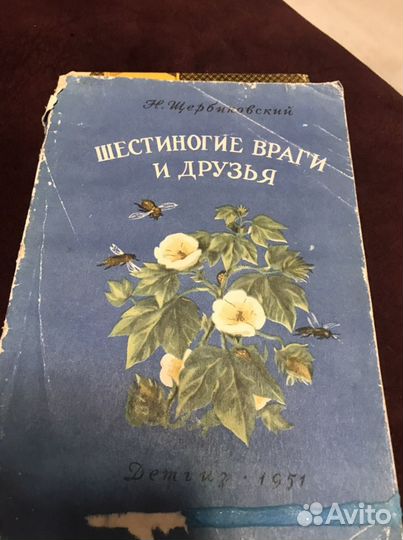 Н. Щербиновский
ШЕСТИНОГИЕ ВРАГИ
И ДРУЗЬЯ
Детгиз · 1951
Avito